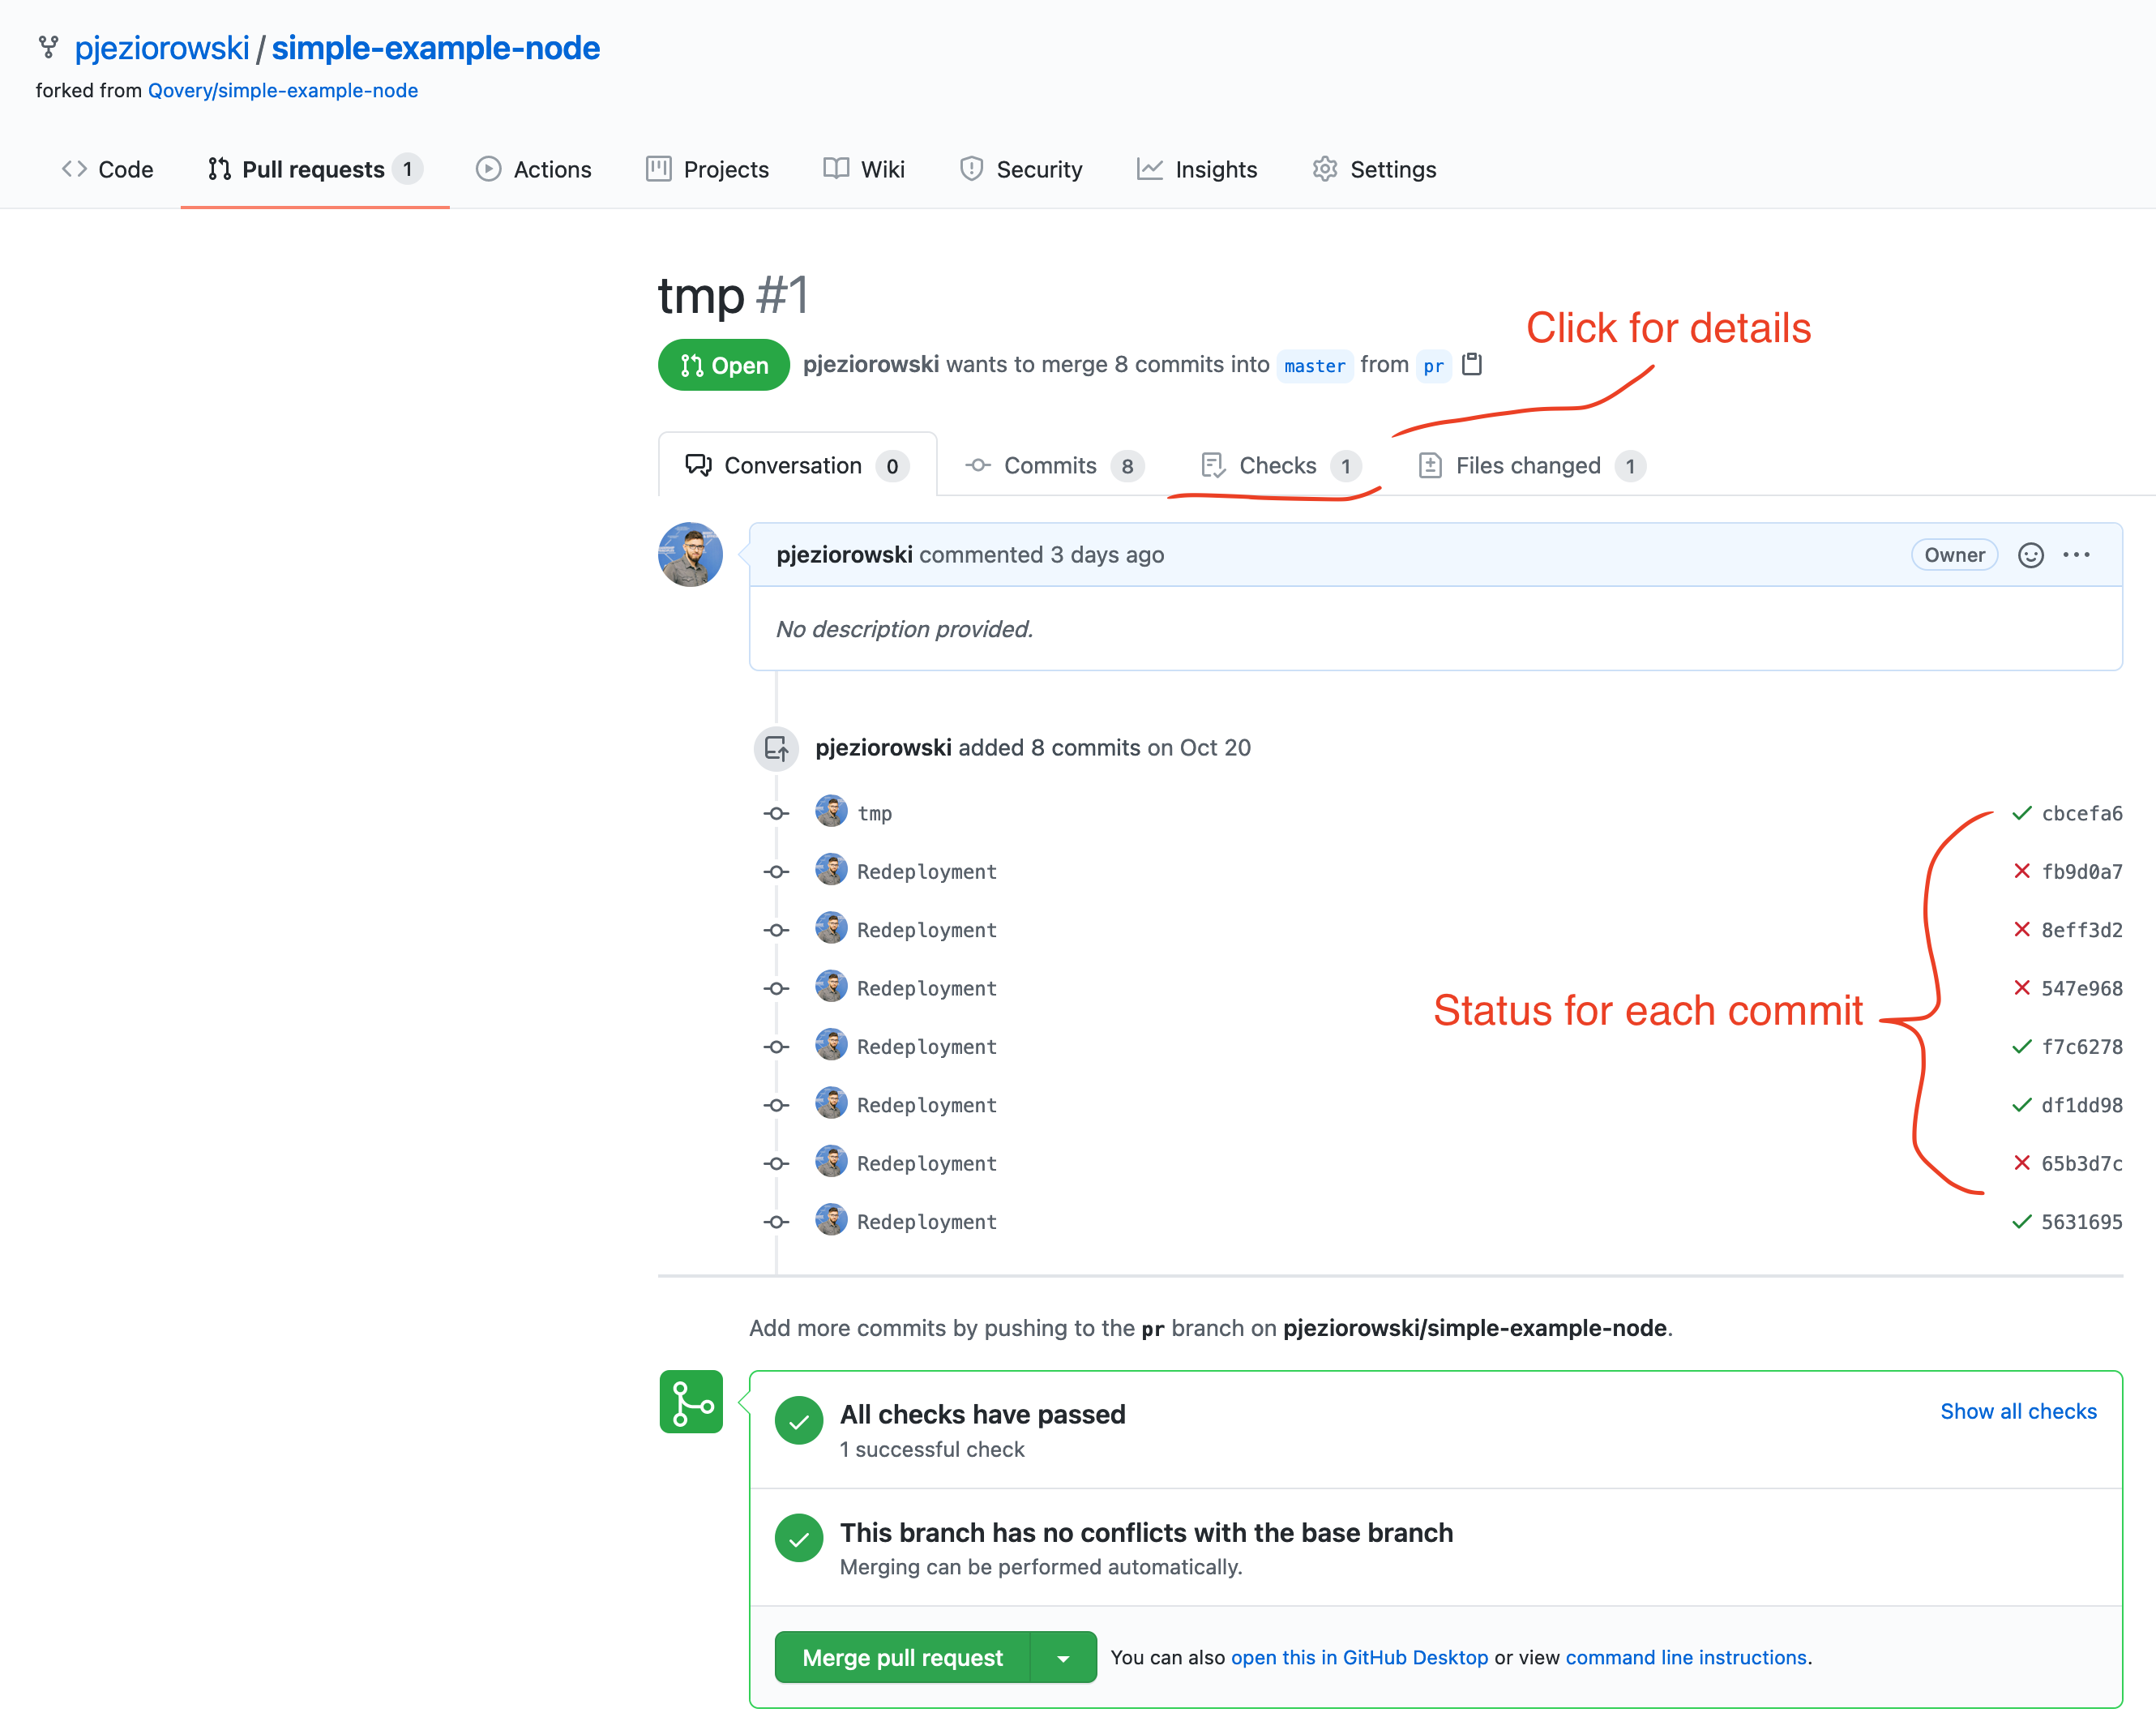 pjeziorowski / simple-example-node
forked from Qovery/simple-example-node
Code Pull requests 1 Actions Projects Wiki Security Insights Settings
tmp #1
Click for details
Open pjeziorowski wants to merge 8 commits into master from pr
Conversation 0 Commits 8 Checks 1 Files changed 1
pjeziorowski commented 3 days ago Owner
No description provided.
pjeziorowski added 8 commits on Oct 20
tmp cbcefa6
Redeployment fb9d0a7
Redeployment 8eff3d2
Redeployment 547e968
Status for each commit
Redeployment f7c6278
Redeployment df1dd98
Redeployment 65b3d7c
Redeployment 5631695
Add more commits by pushing to the pr branch on pjeziorowski/simple-example-node.
All checks have passed Show all checks
1 successful check
This branch has no conflicts with the base branch
Merging can be performed automatically.
Merge pull request You can also open this in GitHub Desktop or view command line instructions.